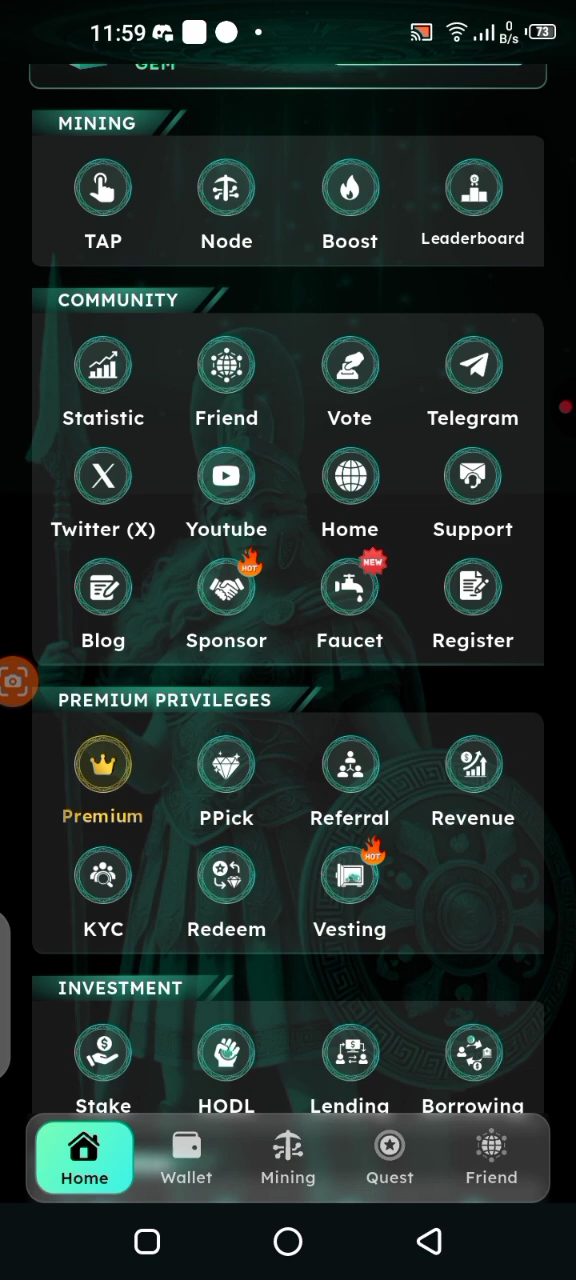 11:59
0
B/s
73
GEM
MINING
TAP Node Boost Leaderboard
COMMUNITY
Statistic Friend Vote Telegram
Twitter (X) Youtube Home Support
HOT NEW
Blog Sponsor Faucet Register
PREMIUM PRIVILEGES
Premium PPick Referral Revenue
HOT
KYC Redeem Vesting
INVESTMENT
Stake HODL Lending Borrowing
Home Wallet Mining Quest Friend